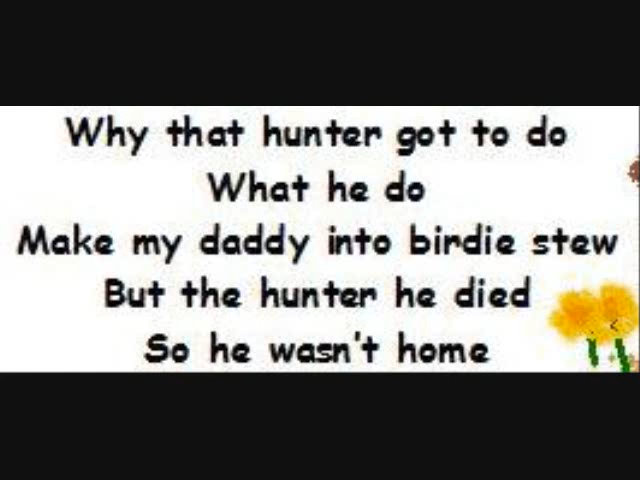 Why that hunter got to do
What he do
Make my daddy into birdie stew
But the hunter he died
So he wasn't home